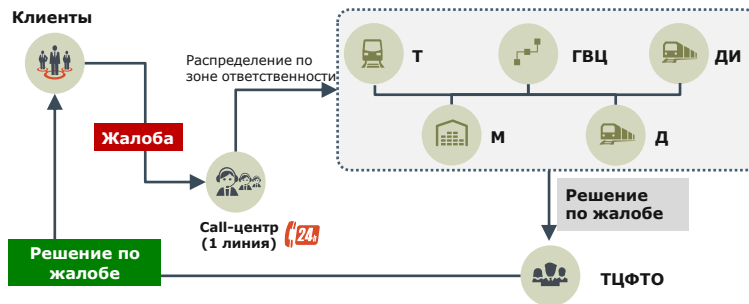 Клиенты
Распределение по
зоне ответственности
Т
ГВЦ
ДИ
Жалоба
М
Д
Call-центр
(1 линия)
24h
Решение
по жалобе
Решение по
жалобе
ТЦФТО